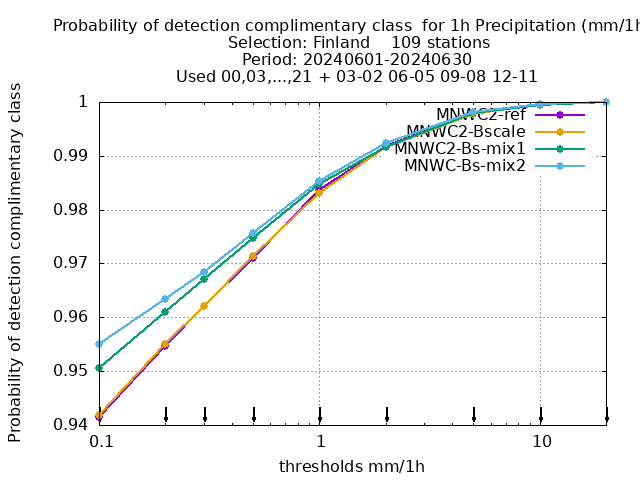 Probability of detection complimentary class  for 1h Precipitation (mm/1h
Selection: Finland    109 stations
Period: 20240601-20240630
Used 00,03,...,21 + 03-02 06-05 09-08 12-11
Probability of detection complimentary class
1
0.99
0.98
0.97
0.96
0.95
0.94
MNWC2-ref
MNWC2-Bscale
MNWC2-Bs-mix1
MNWC-Bs-mix2
0.1
1
10
thresholds mm/1h